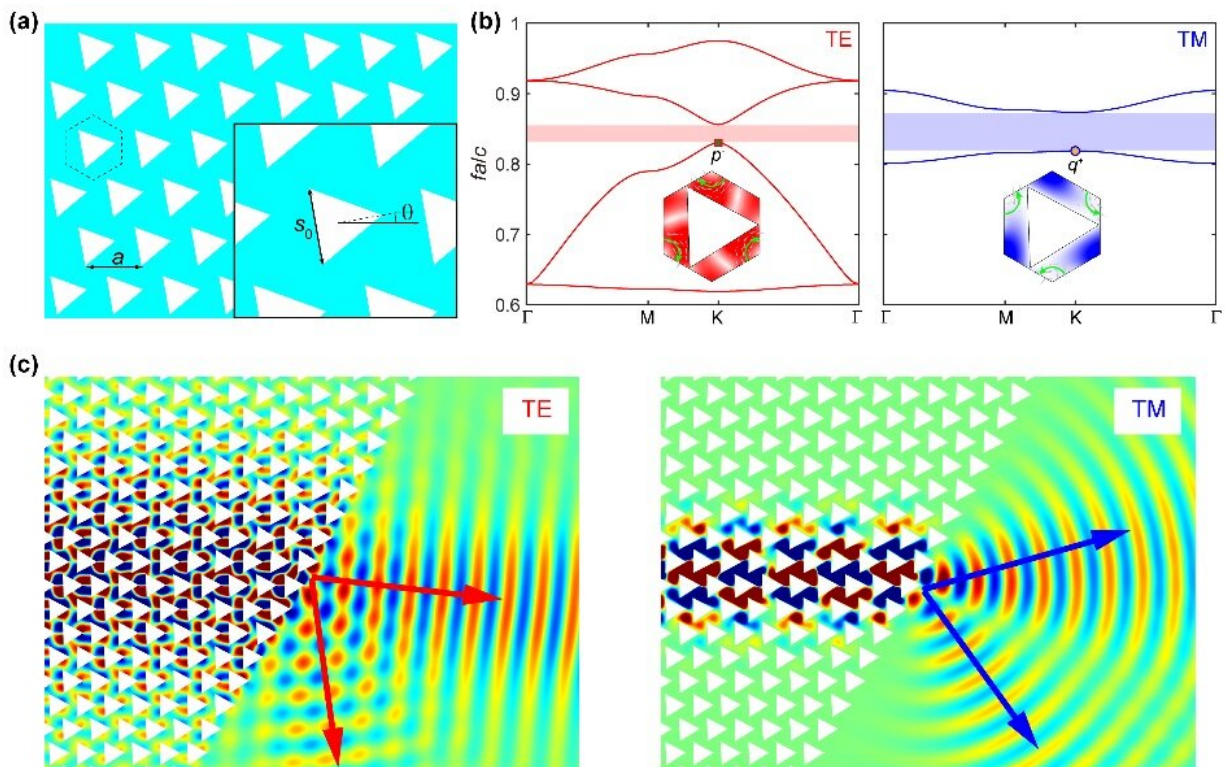 (a)
a
s₀
θ
(b)
fa/c
1
0.9
0.8
0.7
0.6
TE
p⁻
Γ
M
K
Γ
TM
q⁺
Γ
M
K
Γ
(c)
TE
TM